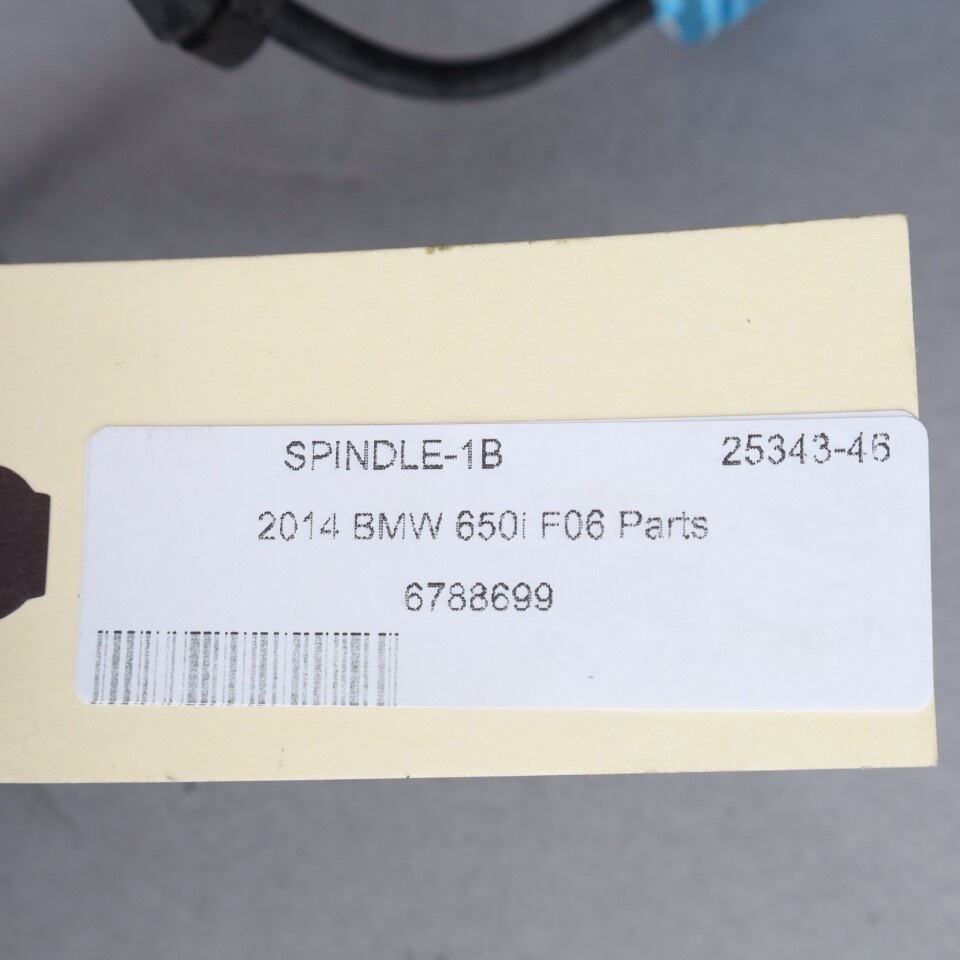 SPINDLE-1B 25343-46
2014 BMW 650i F06 Parts
6788699